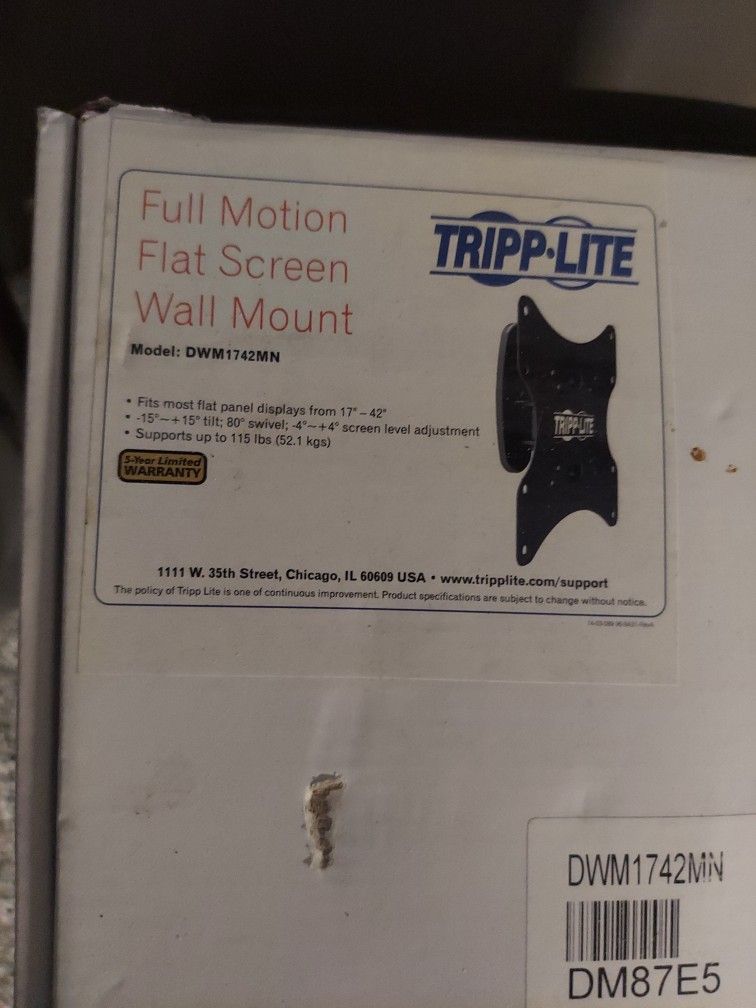 Full Motion
Flat Screen
Wall Mount
TRIPP·LITE
Model: DWM1742MN
• Fits most flat panel displays from 17" – 42"
• -15°~+15° tilt; 80° swivel; -4°~+4° screen level adjustment
• Supports up to 115 lbs (52.1 kgs)
TRIPP·LITE
5-Year Limited
WARRANTY
1111 W. 35th Street, Chicago, IL 60609 USA • www.tripplite.com/support
The policy of Tripp Lite is one of continuous improvement. Product specifications are subject to change without notice.
DWM1742MN
DM87E5